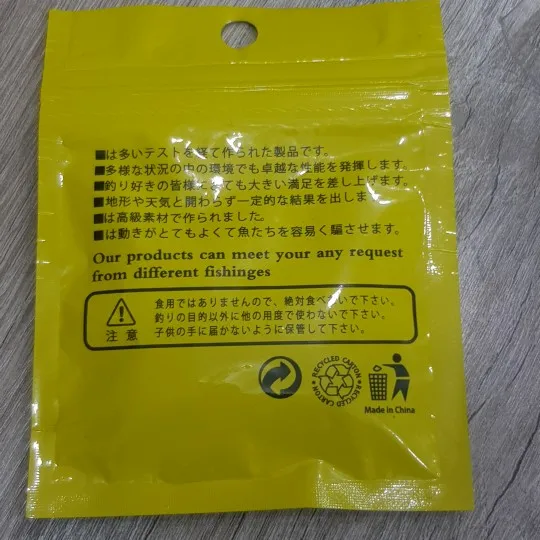 ■は多いテストを経て作られた製品です。
■多様な状況の中の環境でも卓越な性能を発揮します。
■釣り好きの皆様にとても大きい満足を差し上げます。
■地形や天気と関わらず一定的な結果を出します
■は高級素材で作られました。
■は動きがとてもよくて魚たちを容易く騙させます。
Our products can meet your any request
from different fishinges
食用ではありませんので、絶対食べないで下さい。
釣りの目的以外に他の用度で使わないで下さい。
子供の手に届かないように保管して下さい。
注意
RECYCLED CARTON RECYCLED CARTON
Made in China